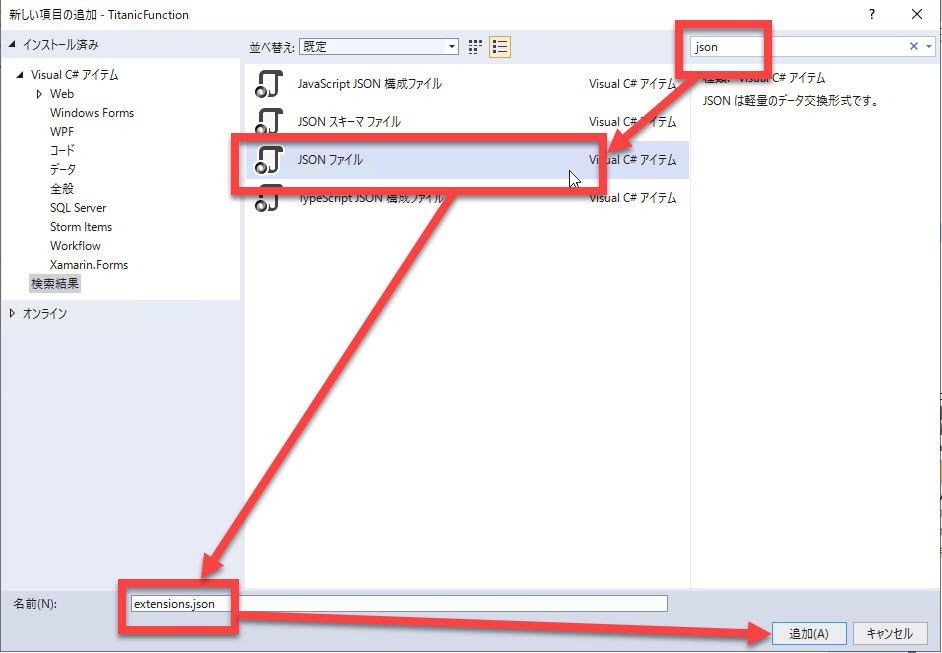 新しい項目の追加 - TitanicFunction
?
インストール済み
並べ替え: 既定
json
Visual C# アイテム
Web
Windows Forms
WPF
コード
データ
全般
SQL Server
Storm Items
Workflow
Xamarin.Forms
検索結果
オンライン
JavaScript JSON 構成ファイル Visual C# アイテム
JSON スキーマ ファイル Visual C# アイテム
JSON ファイル Visual C# アイテム
TypeScript JSON 構成ファイル Visual C# アイテム
種類: Visual C# アイテム
JSON は軽量のデータ交換形式です。
名前(N): extensions.json
追加(A) キャンセル